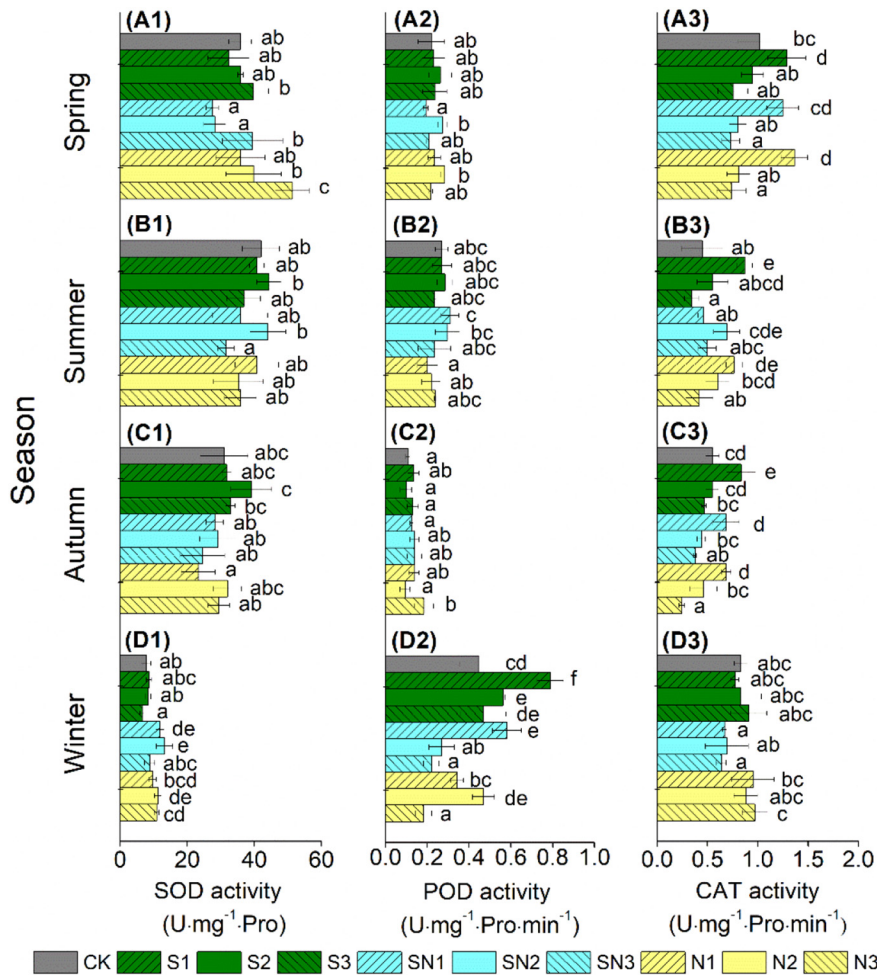 Season
(A1) (A2) (A3)
Spring
ab ab bc
ab ab d
ab ab ab
b ab ab
a a cd
a b ab
b ab a
ab ab d
b b ab
c ab a
(B1) (B2) (B3)
Summer
ab abc ab
ab abc e
b abc abcd
ab abc a
ab c ab
b bc cde
a abc abc
ab a de
ab ab bcd
ab abc ab
(C1) (C2) (C3)
Autumn
abc a cd
abc ab e
c a cd
bc a bc
ab a d
ab ab bc
ab ab ab
a ab d
abc a bc
ab b a
(D1) (D2) (D3)
Winter
ab cd abc
abc f abc
ab e abc
a de abc
de e a
e ab ab
abc a a
bcd bc bc
de de abc
cd a c
0 20 40 60 0.0 0.2 0.4 0.6 0.8 1.0 0.0 0.5 1.0 1.5 2.0
SOD activity POD activity CAT activity
(U·mg⁻¹·Pro) (U·mg⁻¹·Pro·min⁻¹) (U·mg⁻¹·Pro·min⁻¹)
CK S1 S2 S3 SN1 SN2 SN3 N1 N2 N3